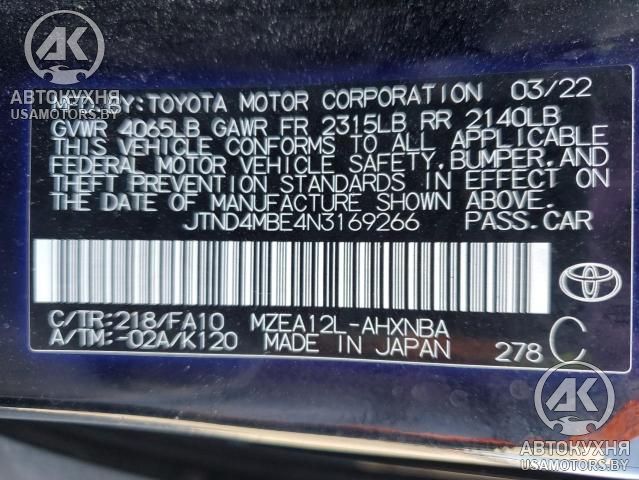 AK
АВТОКУХНЯ
USAMOTORS.BY
MFD. BY: TOYOTA MOTOR CORPORATION 03/22
GVWR 4065LB GAWR FR 2315LB RR 2140LB
THIS VEHICLE CONFORMS TO ALL APPLICABLE
FEDERAL MOTOR VEHICLE SAFETY, BUMPER, AND
THEFT PREVENTION STANDARDS IN EFFECT ON
THE DATE OF MANUFACTURE SHOWN ABOVE.
JTND4MBE4N3169266 PASS.CAR
C/TR:218/FA10 MZEA12L-AHXNBA
A/TM:-02A/K120 MADE IN JAPAN 278 C
AK
АВТОКУХНЯ
USAMOTORS.BY